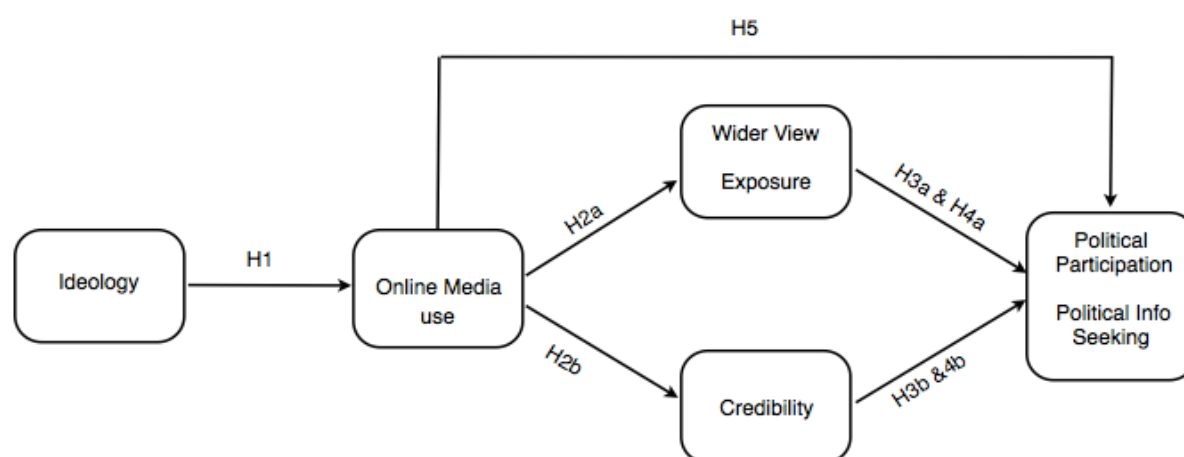 H5
Wider View
Exposure
H3a & H4a
H2a
Political
Participation
Political Info
Seeking
Ideology
H1
Online Media
use
H2b
Credibility
H3b &4b